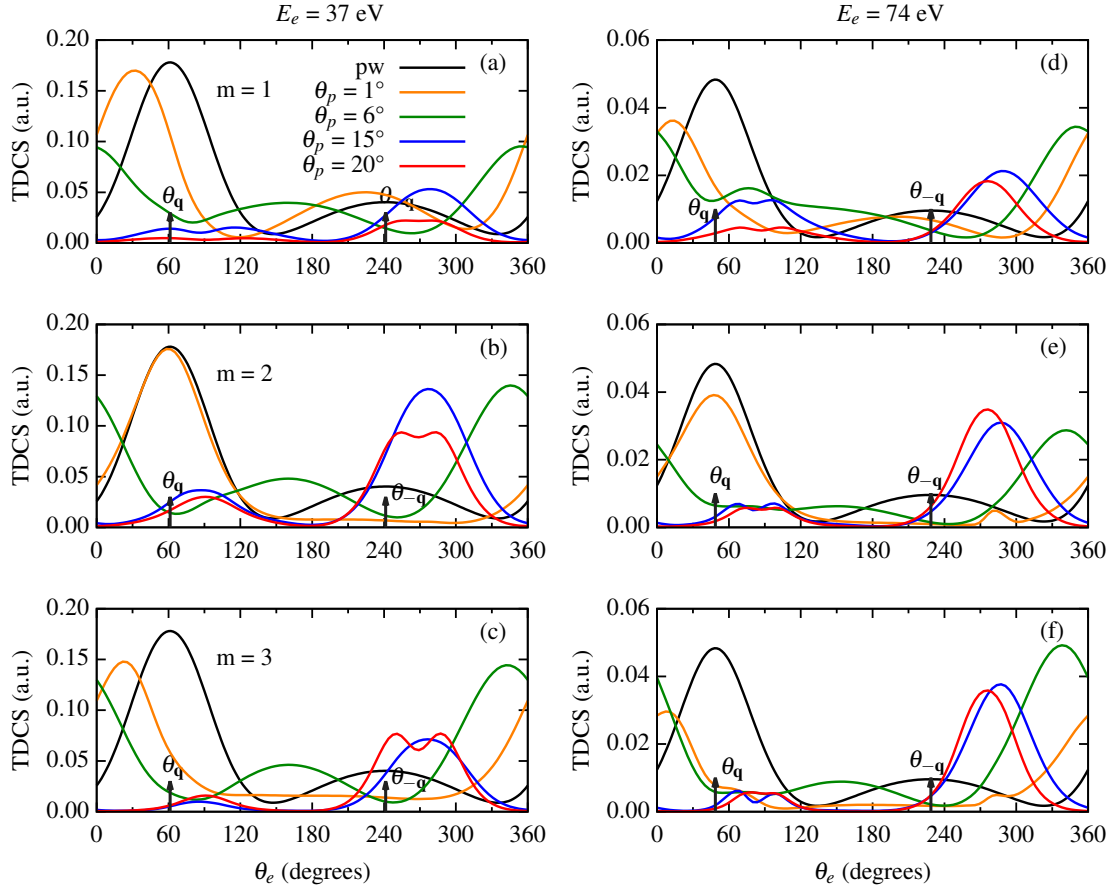 E_e = 37 eV
E_e = 74 eV
TDCS (a.u.)
0.20
0.15
0.10
0.05
0.00
(a)
m = 1
pw
θ_p = 1°
θ_p = 6°
θ_p = 15°
θ_p = 20°
θ_q
θ_−q
0 60 120 180 240 300 360
TDCS (a.u.)
0.06
0.04
0.02
0.00
(d)
θ_q
θ_−q
0 60 120 180 240 300 360
TDCS (a.u.)
0.20
0.15
0.10
0.05
0.00
(b)
m = 2
θ_q
θ_−q
0 60 120 180 240 300 360
TDCS (a.u.)
0.06
0.04
0.02
0.00
(e)
θ_q
θ_−q
0 60 120 180 240 300 360
TDCS (a.u.)
0.20
0.15
0.10
0.05
0.00
(c)
m = 3
θ_q
θ_−q
0 60 120 180 240 300 360
θ_e (degrees)
TDCS (a.u.)
0.06
0.04
0.02
0.00
(f)
θ_q
θ_−q
0 60 120 180 240 300 360
θ_e (degrees)